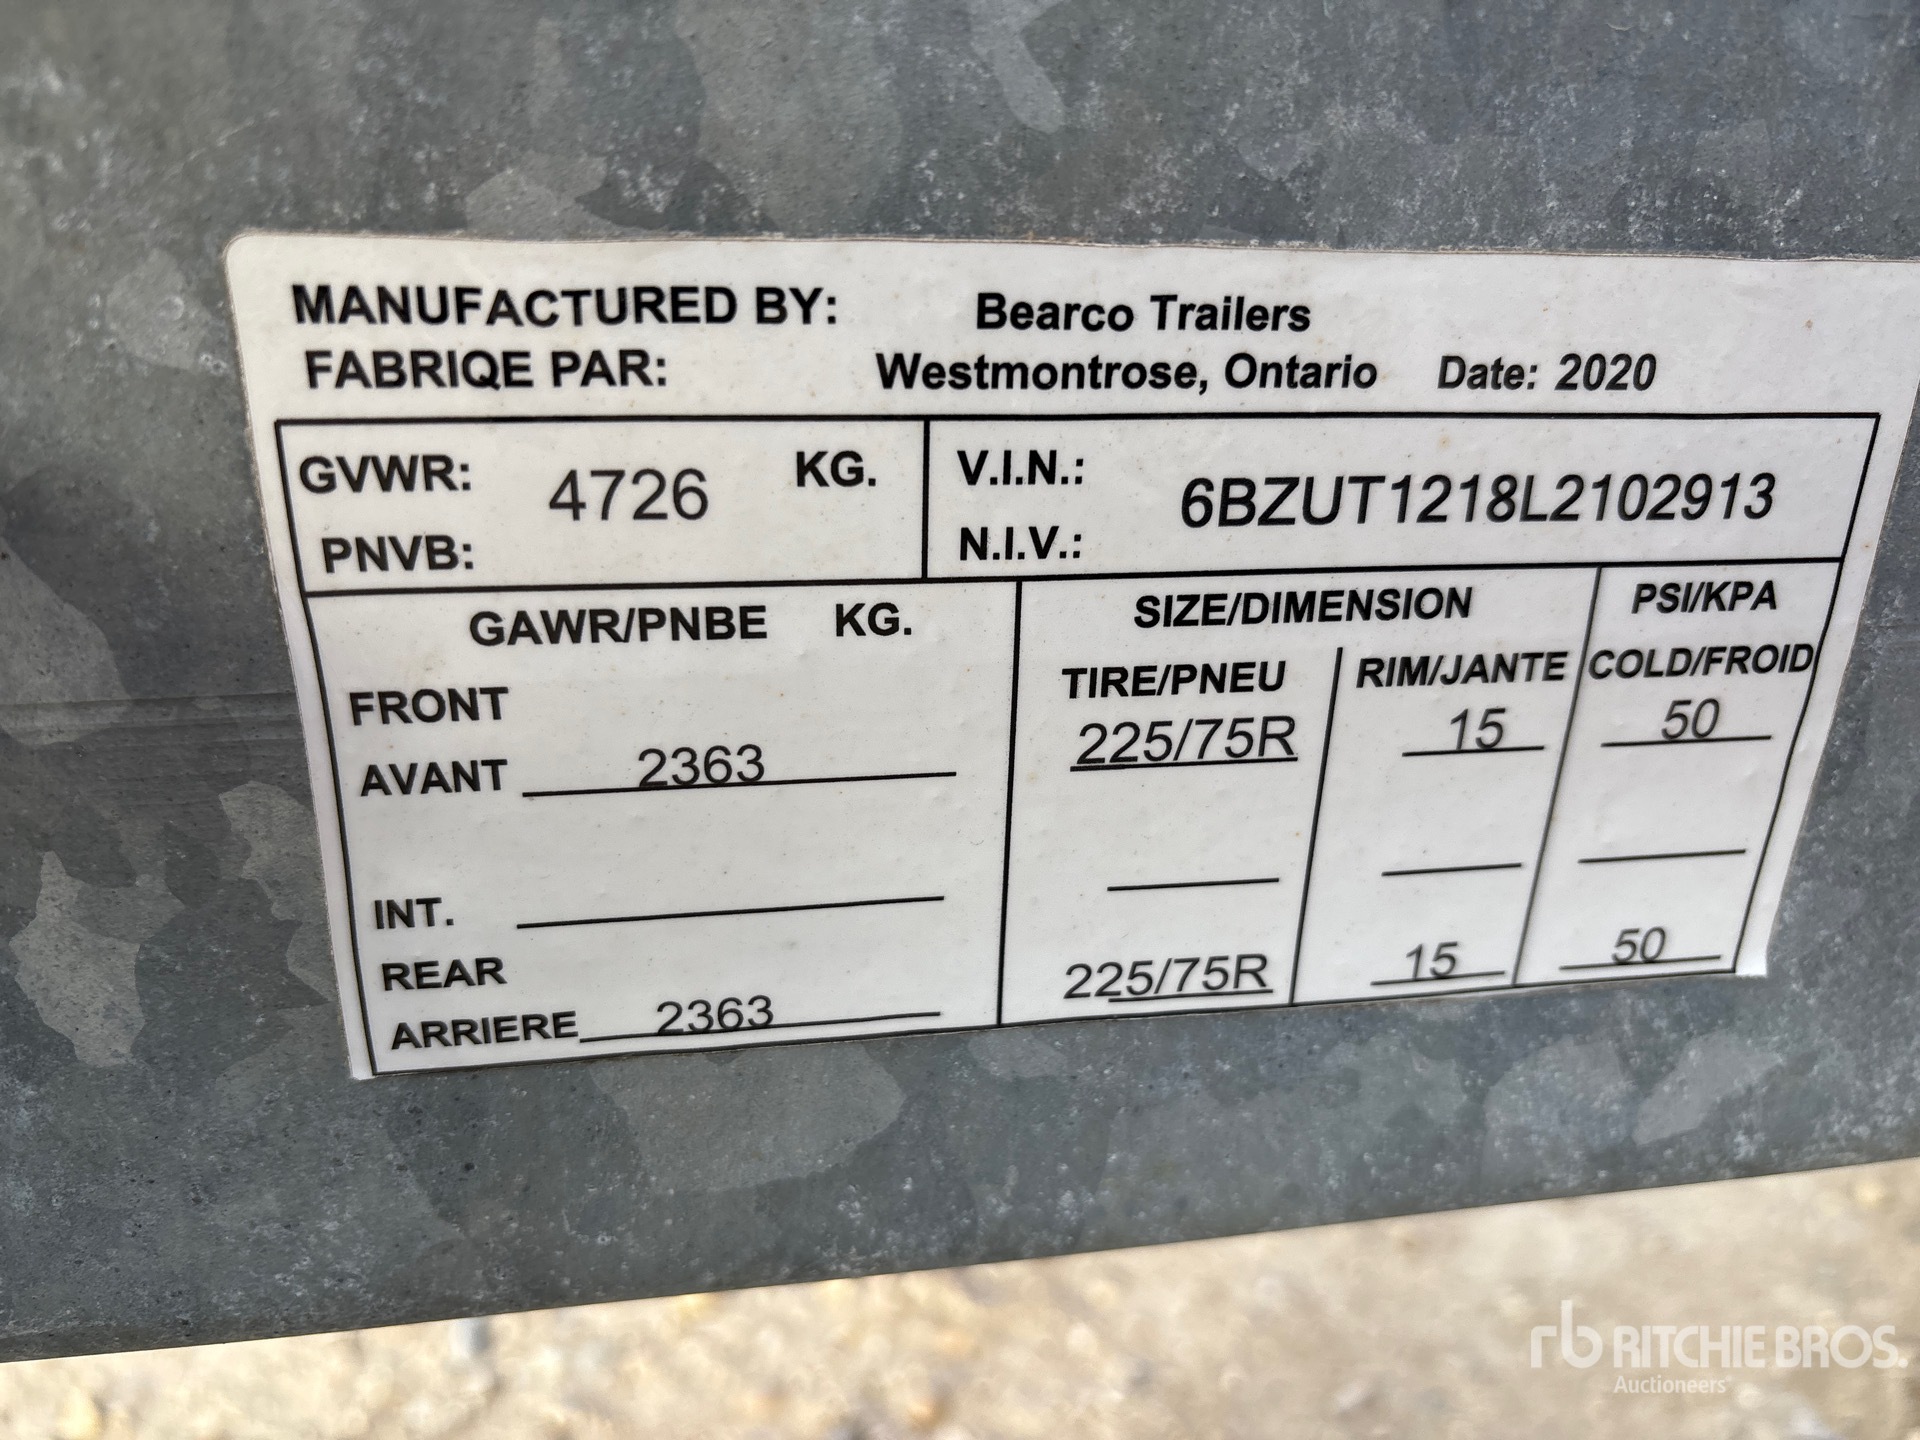 MANUFACTURED BY: Bearco Trailers
FABRIQE PAR: Westmontrose, Ontario Date: 2020
GVWR: 4726 KG.
PNVB:
V.I.N.: 6BZUT1218L2102913
N.I.V.:
GAWR/PNBE KG.
SIZE/DIMENSION
PSI/KPA
TIRE/PNEU RIM/JANTE COLD/FROID
FRONT
AVANT 2363 225/75R 15 50
INT.
REAR
ARRIERE 2363 225/75R 15 50
rb RITCHIE BROS.
Auctioneers